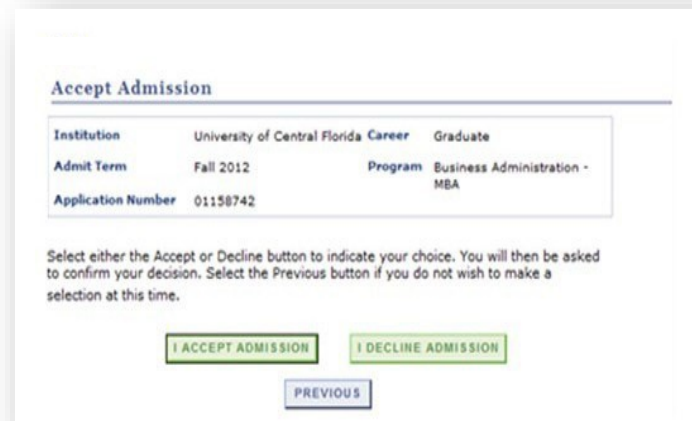 Accept Admission
Institution University of Central Florida Career Graduate
Admit Term Fall 2012 Program Business Administration -
MBA
Application Number 01158742
Select either the Accept or Decline button to indicate your choice. You will then be asked
to confirm your decision. Select the Previous button if you do not wish to make a
selection at this time.
I ACCEPT ADMISSION I DECLINE ADMISSION
PREVIOUS